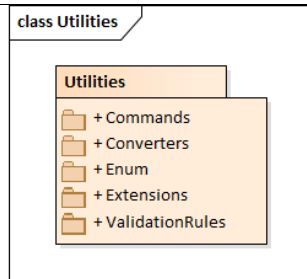 class Utilities
Utilities
+ Commands
+ Converters
+ Enum
+ Extensions
+ ValidationRules